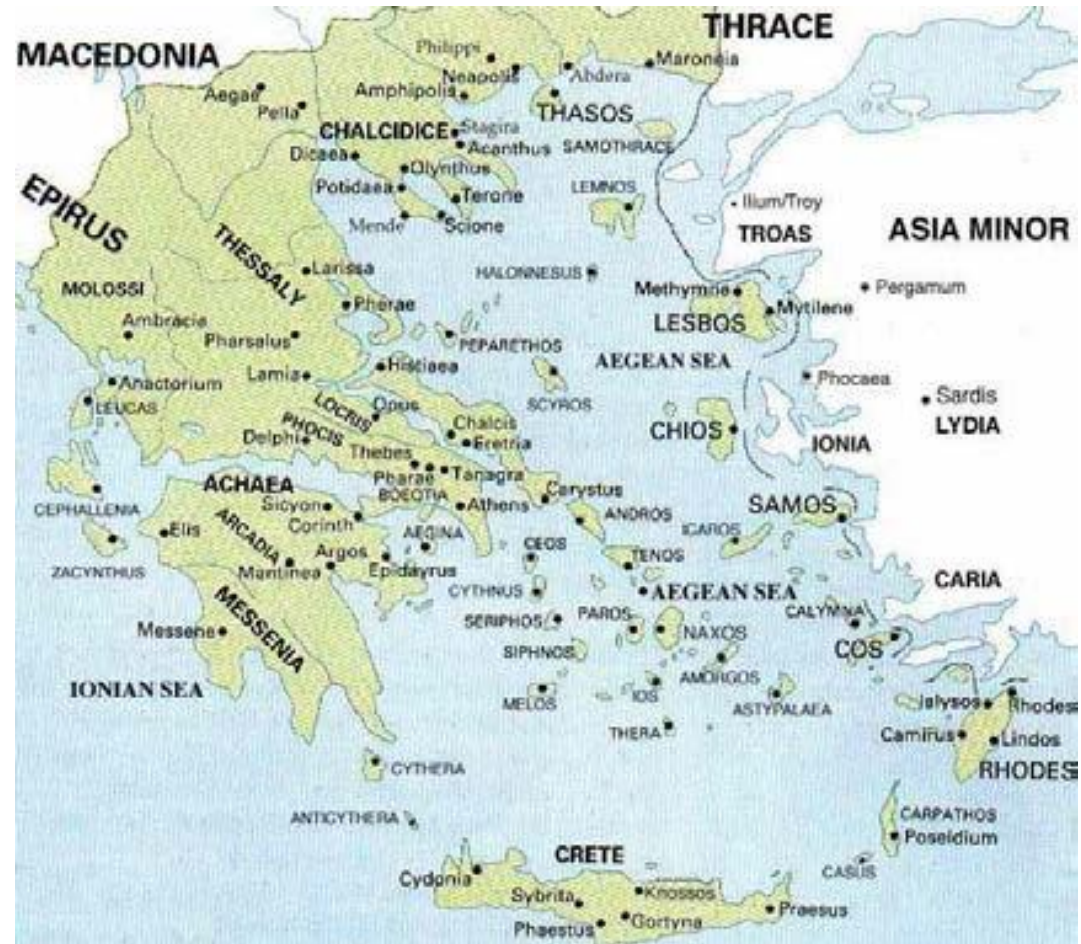 THRACE
MACEDONIA
Philippi
Neapolis
Abdera
Maroneia
Aegae
Amphipolis
Pella
THASOS
CHALCIDICE
Stagira
Acanthus
SAMOTHRACE
Dicaea
Olynthus
Potidaea
Terone
LEMNOS
Mende
Scione
Ilium/Troy
TROAS
ASIA MINOR
EPIRUS
THESSALY
Larissa
HALONNESUS
MOLOSSI
Pherae
Methymne
Mytilene
Pergamum
LESBOS
Ambracia
Pharsalus
PEPARETHOS
AEGEAN SEA
Histiaea
Lamia
Anactorium
Phocaea
LEUCAS
LOCRIS
Opus
SCYROS
Sardis
PHOCIS
Chalcis
CHIOS
LYDIA
Delphi
Eretria
IONIA
Thebes
Pharae
Tanagra
ACHAEA
BOEOTIA
Carystus
CEPHALLENIA
Sicyon
Athens
ANDROS
SAMOS
Corinth
Elis
ARCADIA
AEGINA
ICAROS
Argos
CEOS
ZACYNTHUS
Mantinea
Epidayrus
TENOS
CARIA
CYTHNUS
AEGEAN SEA
MESSENIA
CALYMNA
Messene
SERIPHOS
PAROS
NAXOS
COS
SIPHNOS
IONIAN SEA
AMORGOS
MELOS
IOS
ASTYPALAEA
Ialysos
Rhodes
THERA
Camirus
Lindos
CYTHERA
RHODES
ANTICYTHERA
CARPATHOS
Poseidium
CRETE
CASUS
Cydonia
Sybrita
Knossos
Praesus
Phaestus
Gortyna